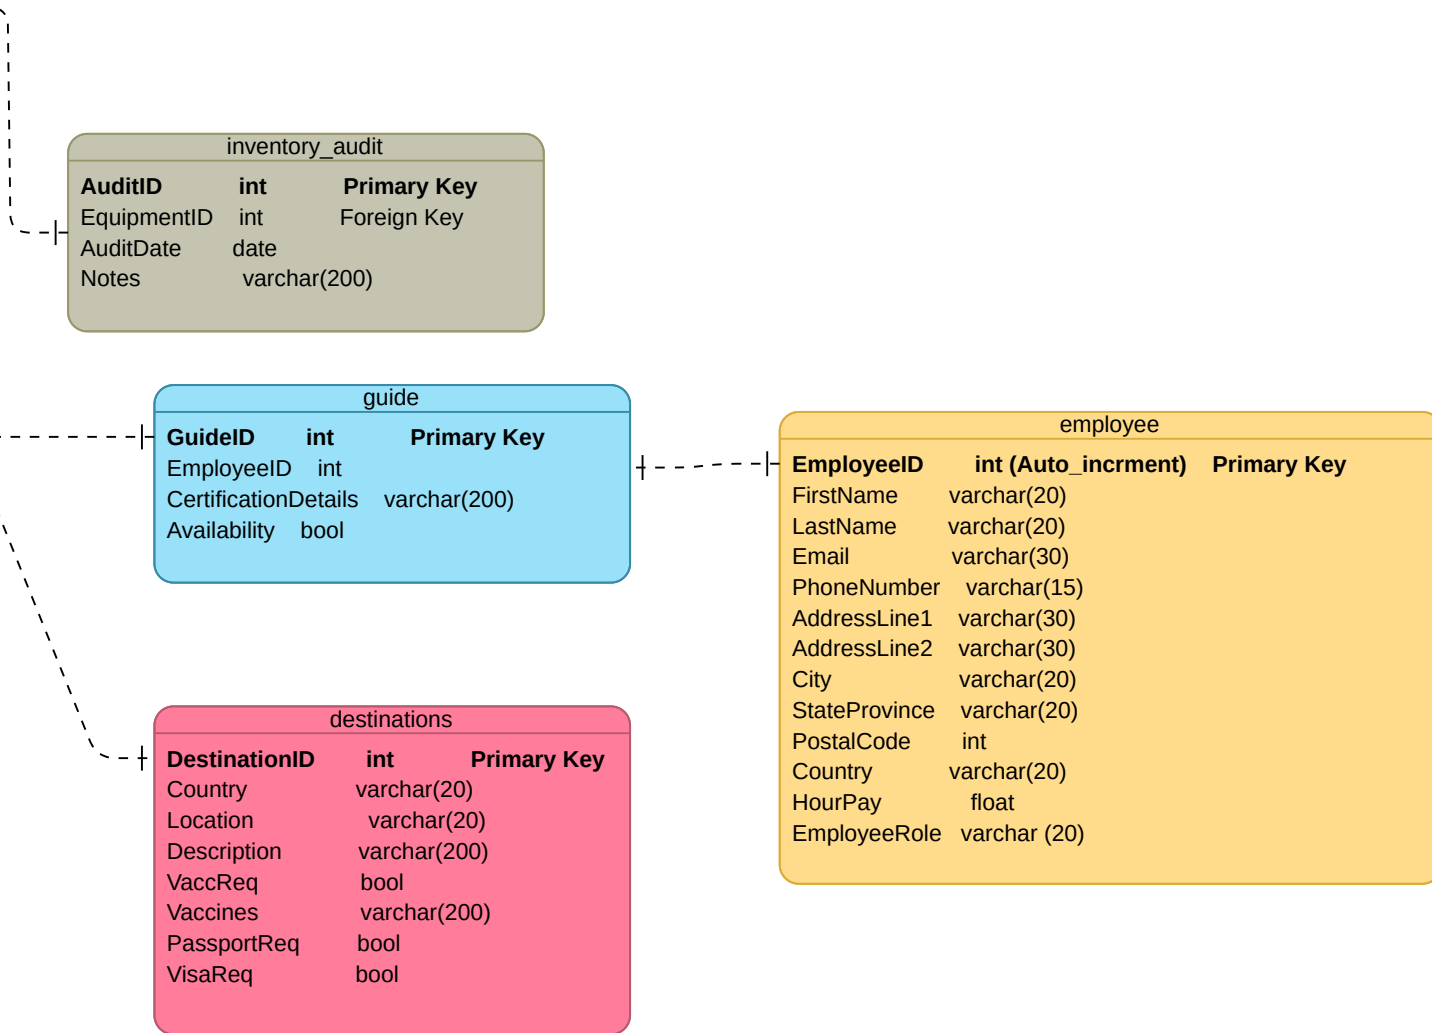 inventory_audit
AuditID int Primary Key
EquipmentID int Foreign Key
AuditDate date
Notes varchar(200)
guide
GuideID int Primary Key
EmployeeID int
CertificationDetails varchar(200)
Availability bool
employee
EmployeeID int (Auto_incrment) Primary Key
FirstName varchar(20)
LastName varchar(20)
Email varchar(30)
PhoneNumber varchar(15)
AddressLine1 varchar(30)
AddressLine2 varchar(30)
City varchar(20)
StateProvince varchar(20)
PostalCode int
Country varchar(20)
HourPay float
EmployeeRole varchar (20)
destinations
DestinationID int Primary Key
Country varchar(20)
Location varchar(20)
Description varchar(200)
VaccReq bool
Vaccines varchar(200)
PassportReq bool
VisaReq bool